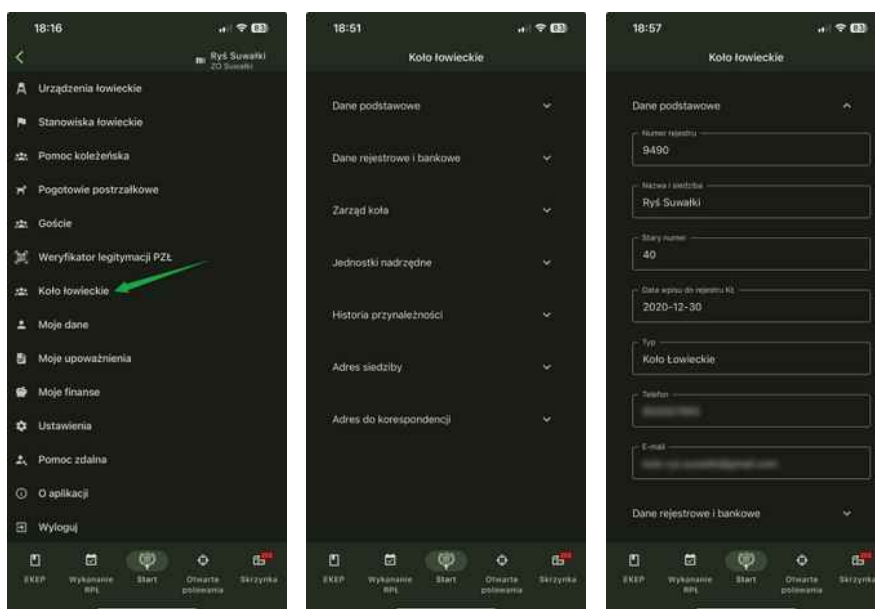 18:16
83
Ryś Suwałki
ZO Suwałki
Urządzenia łowieckie
Stanowiska łowieckie
Pomoc koleżeńska
Pogotowie postrzałkowe
Goście
Weryfikator legitymacji PZŁ
Koło łowieckie
Moje dane
Moje upoważnienia
Moje finanse
Ustawienia
Pomoc zdalna
O aplikacji
Wyloguj
EKEP
Wykonanie RPŁ
Start
Otwarte polowania
Skrzynka
18:51
83
Koło łowieckie
Dane podstawowe
Dane rejestrowe i bankowe
Zarząd koła
Jednostki nadrzędne
Historia przynależności
Adres siedziby
Adres do korespondencji
EKEP
Wykonanie RPŁ
Start
Otwarte polowania
Skrzynka
18:57
83
Koło łowieckie
Dane podstawowe
Numer rejestru
9490
Nazwa i siedziba
Ryś Suwałki
Stary numer
40
Data wpisu do rejestru KŁ
2020-12-30
Typ
Koło Łowieckie
Telefon
E-mail
Dane rejestrowe i bankowe
EKEP
Wykonanie RPŁ
Start
Otwarte polowania
Skrzynka